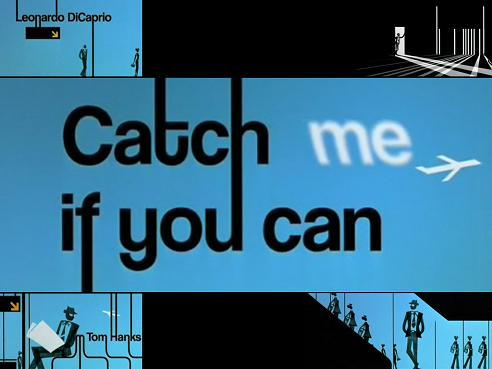 Leonardo DiCaprio
Catch me
if you can
Tom Hanks